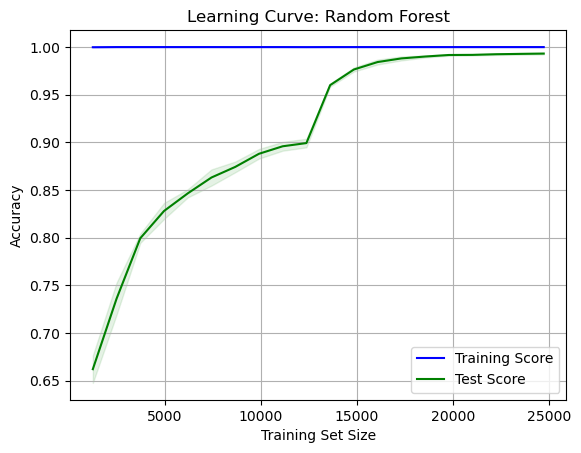 Learning Curve: Random Forest
1.00
0.95
0.90
0.85
0.80
0.75
0.70
0.65
Accuracy
5000
10000
15000
20000
25000
Training Set Size
Training Score
Test Score